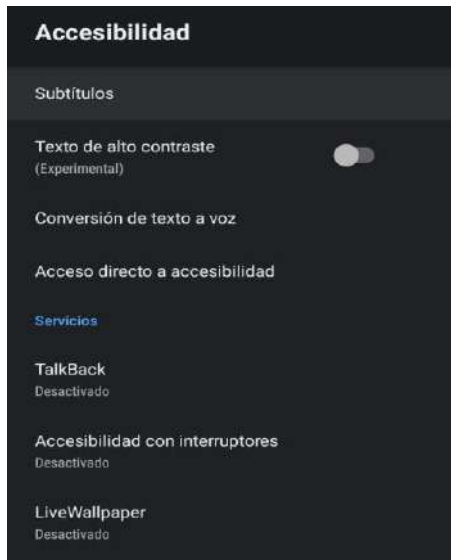 Accesibilidad
Subtítulos
Texto de alto contraste
(Experimental)
Conversión de texto a voz
Acceso directo a accesibilidad
Servicios
TalkBack
Desactivado
Accesibilidad con interruptores
Desactivado
LiveWallpaper
Desactivado